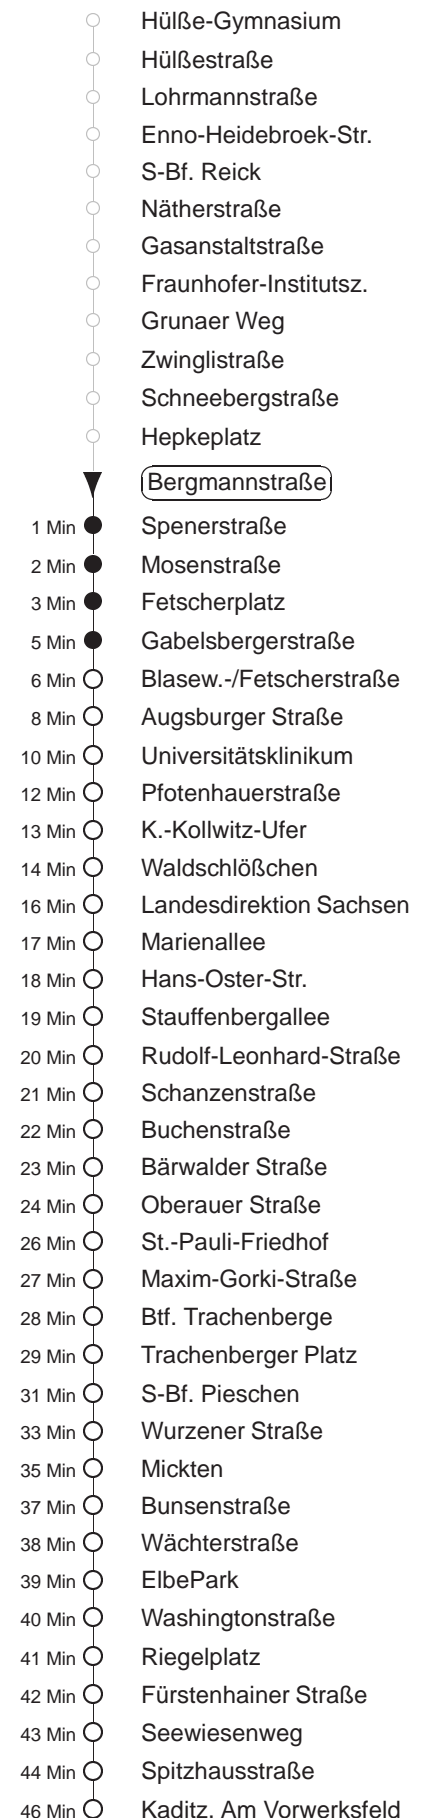 Hülße-Gymnasium
Hülßestraße
Lohrmannstraße
Enno-Heidebroek-Str.
S-Bf. Reick
Nätherstraße
Gasanstaltstraße
Fraunhofer-Institutsz.
Grunaer Weg
Zwinglistraße
Schneebergstraße
Hepkeplatz
Bergmannstraße
1 Min Spenerstraße
2 Min Mosenstraße
3 Min Fetscherplatz
5 Min Gabelsbergerstraße
6 Min Blasew.-/Fetscherstraße
8 Min Augsburger Straße
10 Min Universitätsklinikum
12 Min Pfotenhauerstraße
13 Min K.-Kollwitz-Ufer
14 Min Waldschlößchen
16 Min Landesdirektion Sachsen
17 Min Marienallee
18 Min Hans-Oster-Str.
19 Min Stauffenbergallee
20 Min Rudolf-Leonhard-Straße
21 Min Schanzenstraße
22 Min Buchenstraße
23 Min Bärwalder Straße
24 Min Oberauer Straße
26 Min St.-Pauli-Friedhof
27 Min Maxim-Gorki-Straße
28 Min Btf. Trachenberge
29 Min Trachenberger Platz
31 Min S-Bf. Pieschen
33 Min Wurzener Straße
35 Min Mickten
37 Min Bunsenstraße
38 Min Wächterstraße
39 Min ElbePark
40 Min Washingtonstraße
41 Min Riegelplatz
42 Min Fürstenhainer Straße
43 Min Seewiesenweg
44 Min Spitzhausstraße
46 Min Kaditz, Am Vorwerksfeld